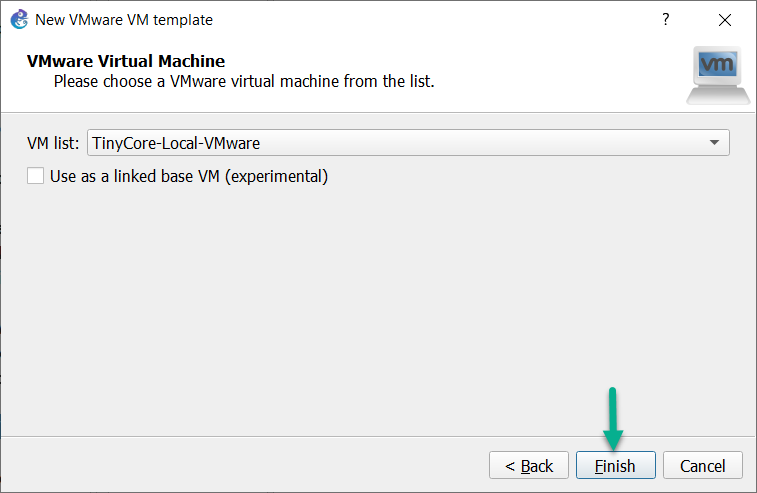 New VMware VM template
?
VMware Virtual Machine
Please choose a VMware virtual machine from the list.
vm
VM list: TinyCore-Local-VMware
Use as a linked base VM (experimental)
< Back Finish Cancel